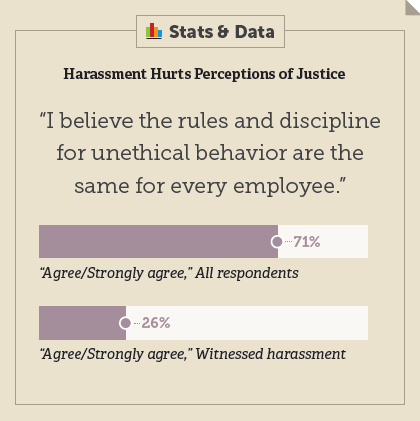 Stats & Data
Harassment Hurts Perceptions of Justice
“I believe the rules and discipline
for unethical behavior are the
same for every employee.”
71%
“Agree/Strongly agree,” All respondents
26%
“Agree/Strongly agree,” Witnessed harassment